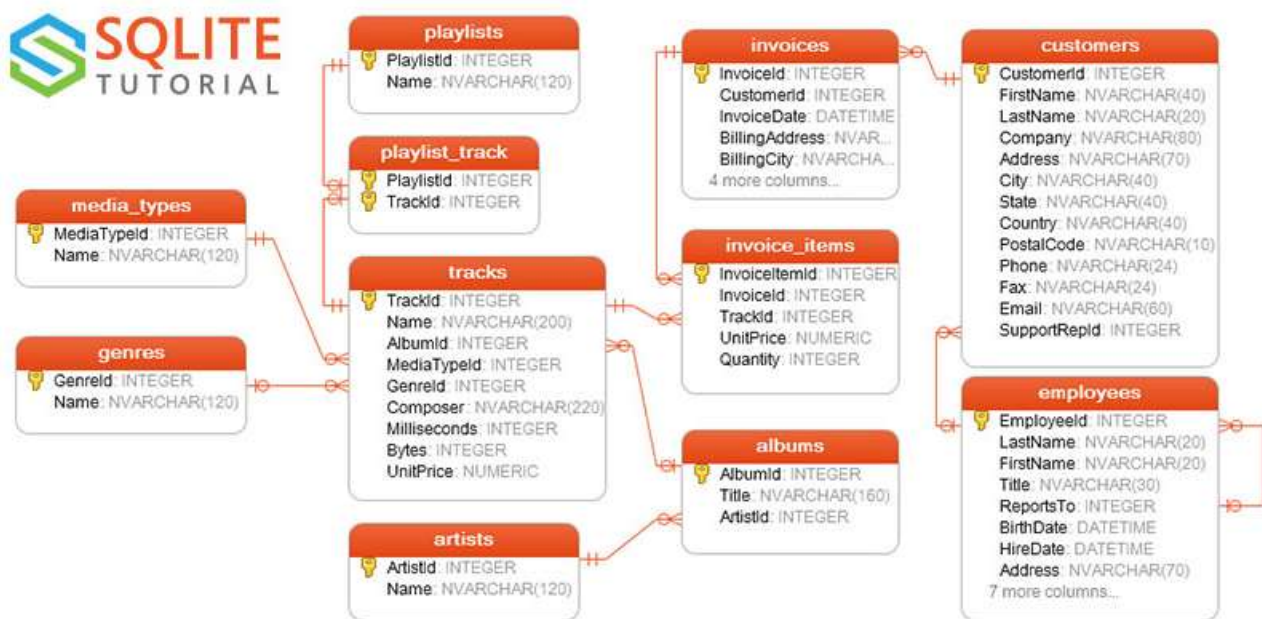 SQLITE
TUTORIAL
playlists
PlaylistId: INTEGER
Name: NVARCHAR(120)
playlist_track
PlaylistId: INTEGER
TrackId: INTEGER
media_types
MediaTypeId: INTEGER
Name: NVARCHAR(120)
genres
GenreId: INTEGER
Name: NVARCHAR(120)
tracks
TrackId: INTEGER
Name: NVARCHAR(200)
AlbumId: INTEGER
MediaTypeId: INTEGER
GenreId: INTEGER
Composer: NVARCHAR(220)
Milliseconds: INTEGER
Bytes: INTEGER
UnitPrice: NUMERIC
artists
ArtistId: INTEGER
Name: NVARCHAR(120)
invoices
InvoiceId: INTEGER
CustomerId: INTEGER
InvoiceDate: DATETIME
BillingAddress: NVAR...
BillingCity: NVARCHA...
4 more columns...
invoice_items
InvoiceItemId: INTEGER
InvoiceId: INTEGER
TrackId: INTEGER
UnitPrice: NUMERIC
Quantity: INTEGER
albums
AlbumId: INTEGER
Title: NVARCHAR(160)
ArtistId: INTEGER
customers
CustomerId: INTEGER
FirstName: NVARCHAR(40)
LastName: NVARCHAR(20)
Company: NVARCHAR(80)
Address: NVARCHAR(70)
City: NVARCHAR(40)
State: NVARCHAR(40)
Country: NVARCHAR(40)
PostalCode: NVARCHAR(10)
Phone: NVARCHAR(24)
Fax: NVARCHAR(24)
Email: NVARCHAR(60)
SupportRepId: INTEGER
employees
EmployeeId: INTEGER
LastName: NVARCHAR(20)
FirstName: NVARCHAR(20)
Title: NVARCHAR(30)
ReportsTo: INTEGER
BirthDate: DATETIME
HireDate: DATETIME
Address: NVARCHAR(70)
7 more columns...